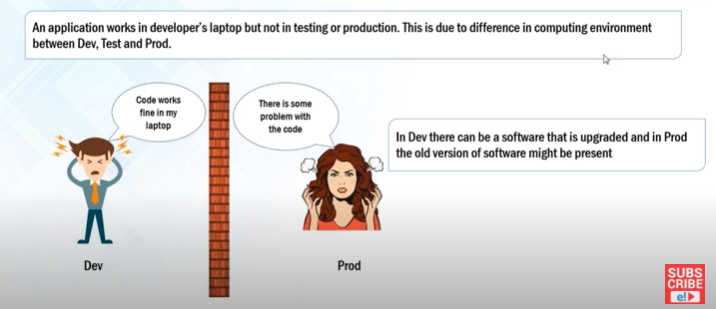 An application works in developer's laptop but not in testing or production. This is due to difference in computing environment
between Dev, Test and Prod.
Code works
fine in my
laptop
There is some
problem with
the code
In Dev there can be a software that is upgraded and in Prod
the old version of software might be present
Dev
Prod
SUBS
CRIBE
e!